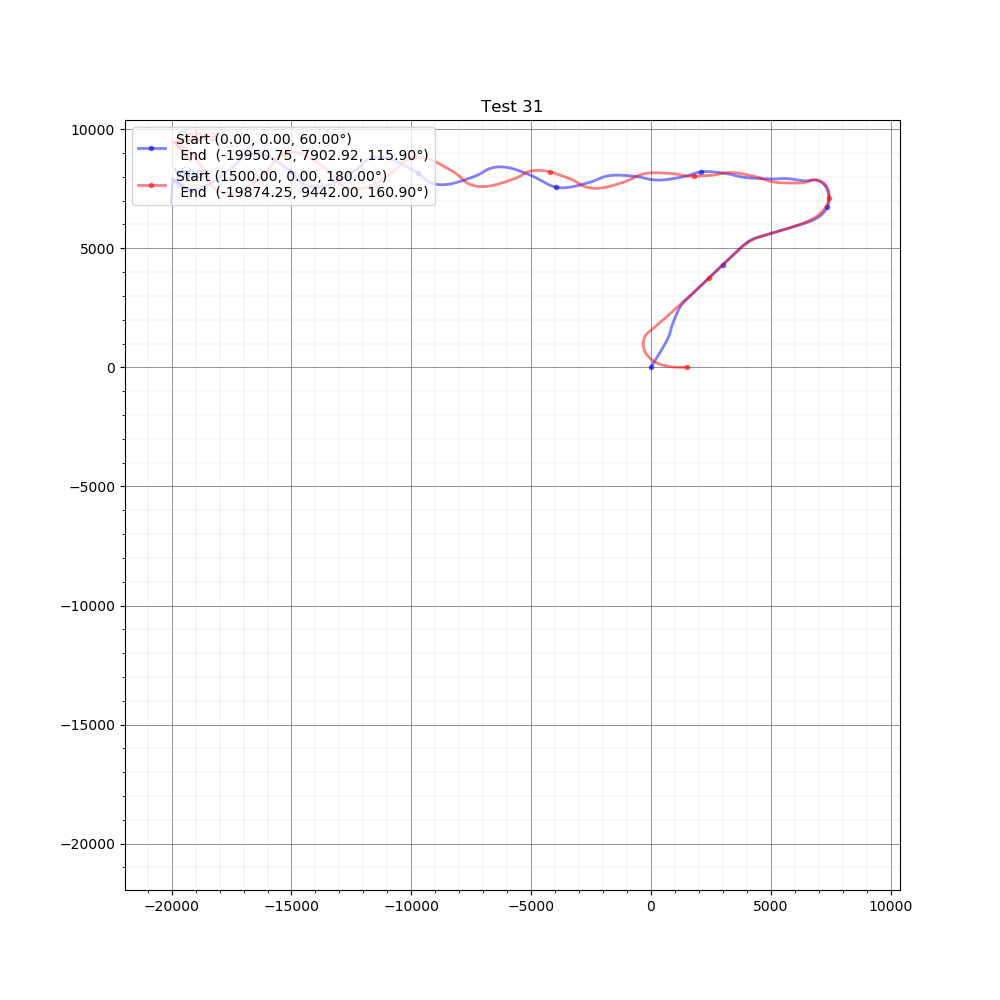 Test 31
10000
5000
0
−5000
−10000
−15000
−20000
Start (0.00, 0.00, 60.00°)
End (-19950.75, 7902.92, 115.90°)
Start (1500.00, 0.00, 180.00°)
End (-19874.25, 9442.00, 160.90°)
−20000 −15000 −10000 −5000 0 5000 10000